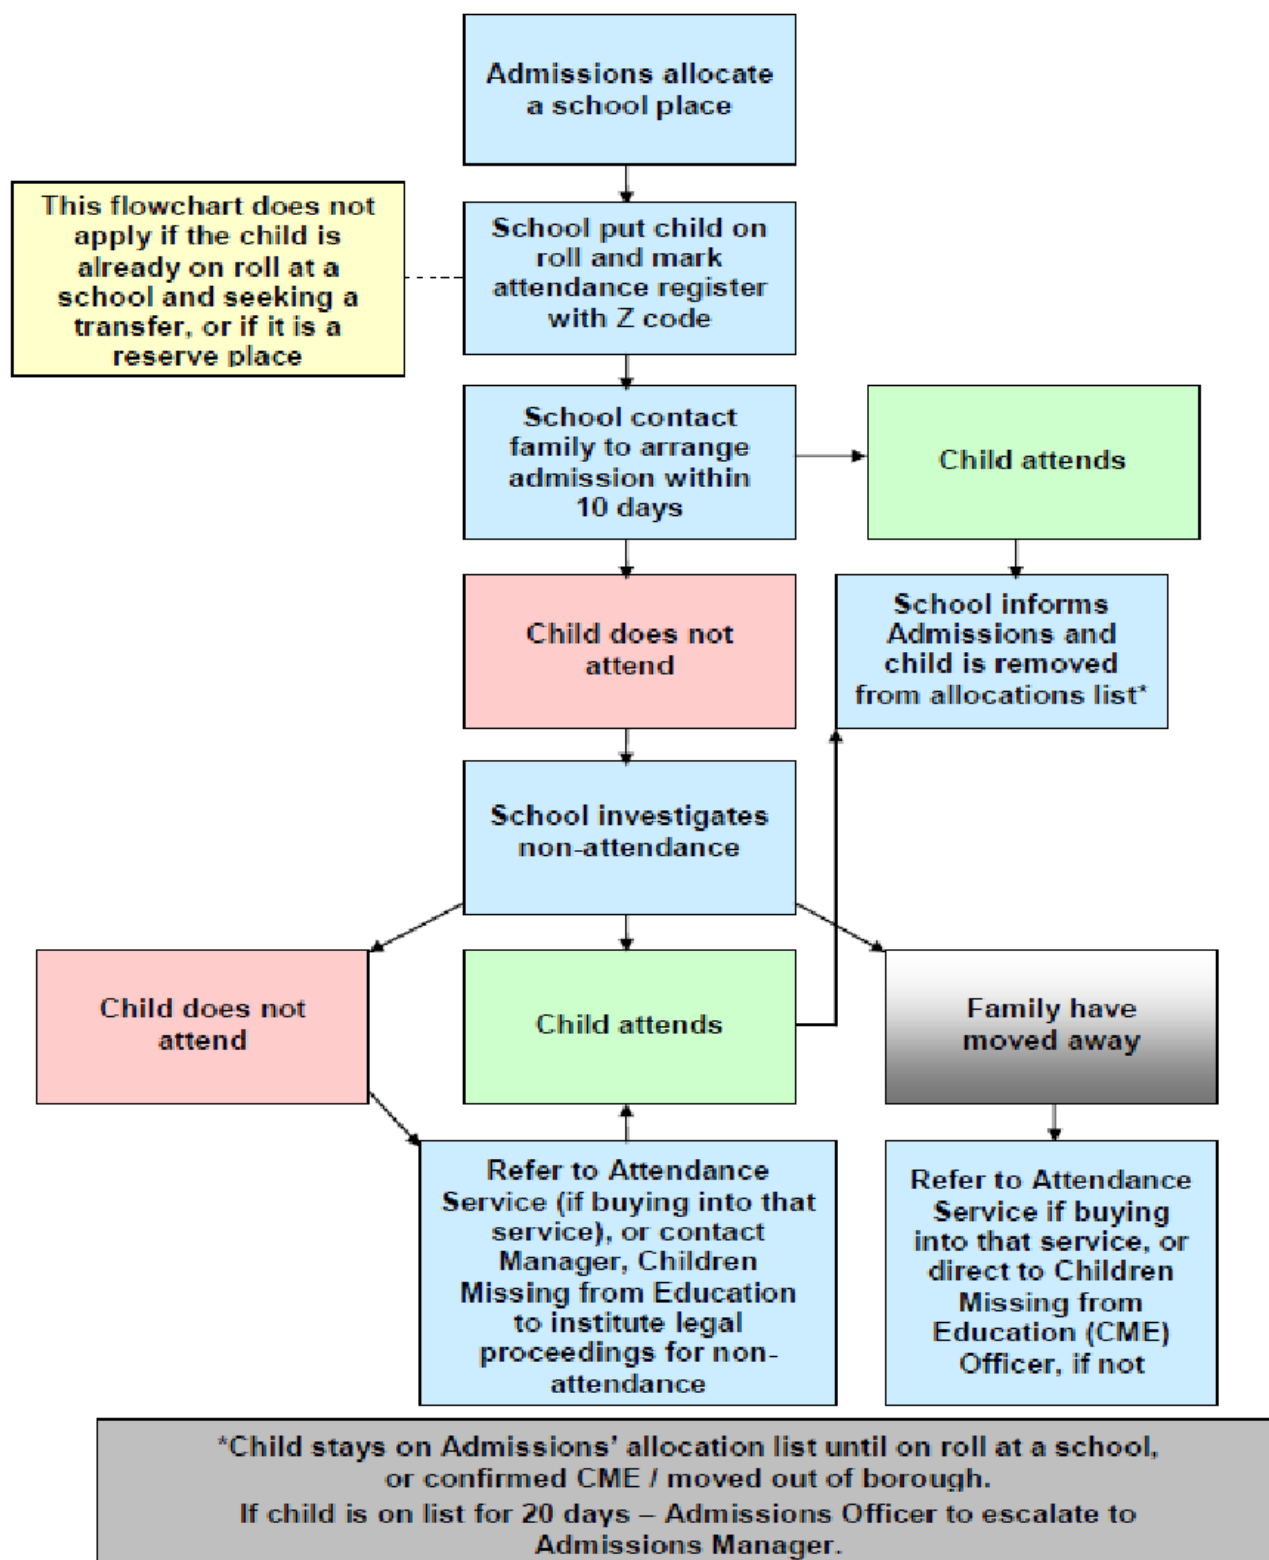 Admissions allocate
a school place
This flowchart does not
apply if the child is
already on roll at a
school and seeking a
transfer, or if it is a
reserve place
School put child on
roll and mark
attendance register
with Z code
School contact
family to arrange
admission within
10 days
Child attends
Child does not
attend
School informs
Admissions and
child is removed
from allocations list*
School investigates
non-attendance
Child does not
attend
Child attends
Family have
moved away
Refer to Attendance
Service (if buying into that
service), or contact
Manager, Children
Missing from Education
to institute legal
proceedings for non-
attendance
Refer to Attendance
Service if buying
into that service, or
direct to Children
Missing from
Education (CME)
Officer, if not
*Child stays on Admissions’ allocation list until on roll at a school,
or confirmed CME / moved out of borough.
If child is on list for 20 days – Admissions Officer to escalate to
Admissions Manager.